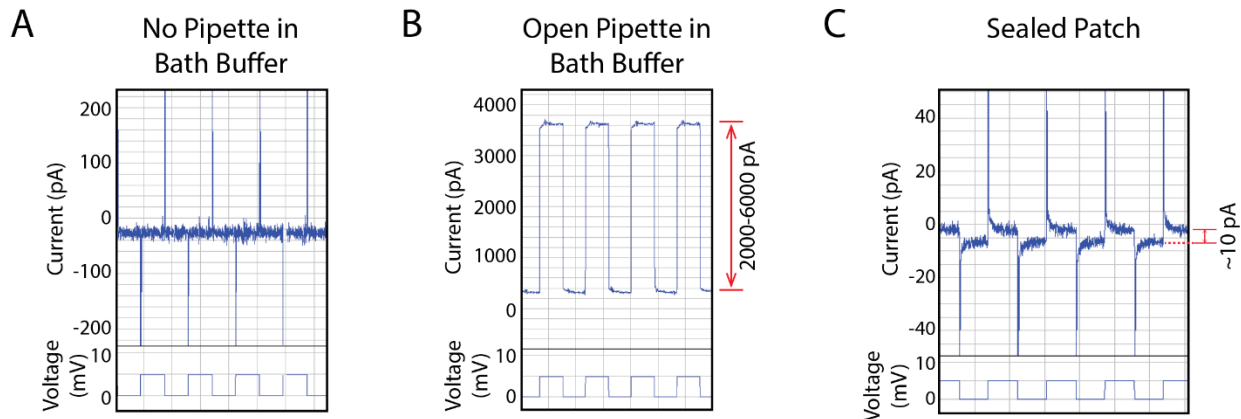 A
No Pipette in
Bath Buffer
200
100
0
-100
-200
Current (pA)
10
0
Voltage
(mV)
B
Open Pipette in
Bath Buffer
4000
3000
2000
1000
0
Current (pA)
2000-6000 pA
10
0
Voltage
(mV)
C
Sealed Patch
40
20
0
-20
-40
Current (pA)
~10 pA
10
0
Voltage
(mV)